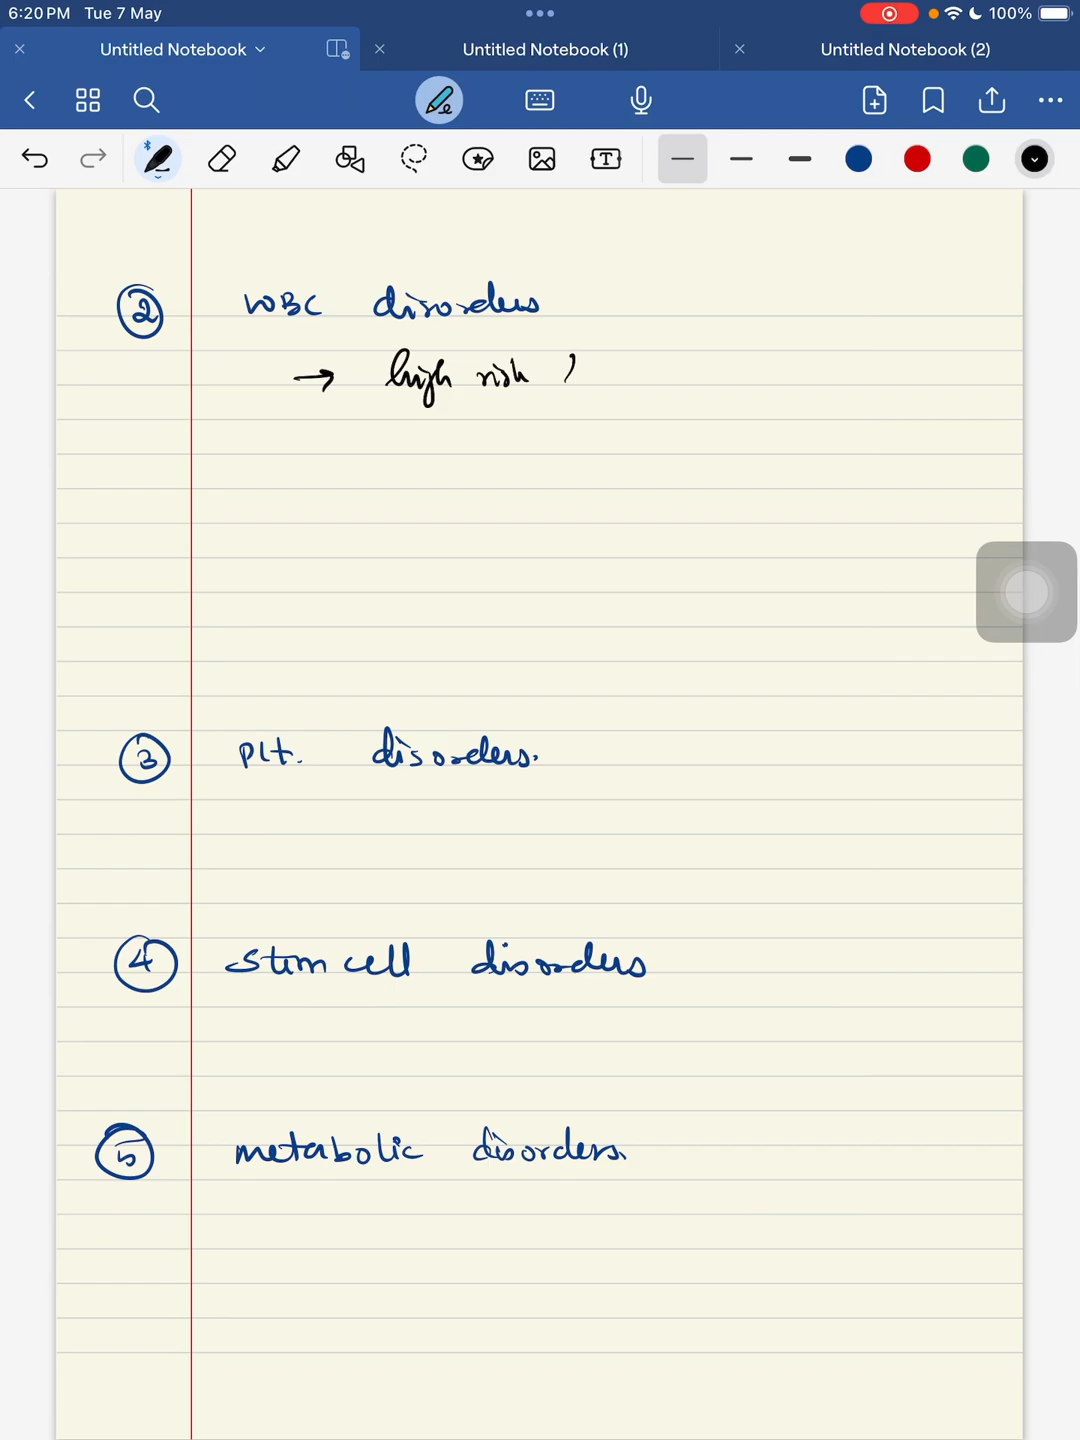 6:20 PM Tue 7 May 100%
Untitled Notebook Untitled Notebook (1) Untitled Notebook (2)
② WBC disorders
→ high risk )
③ Plt. disorders.
④ Stem cell disorders
⑤ metabolic disorders.